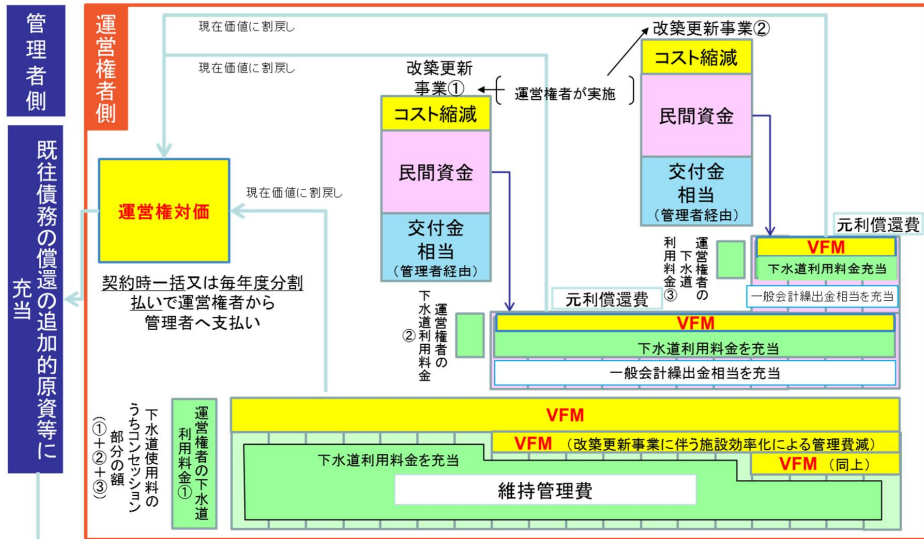 管理者側
既往債務の償還の追加的原資等に
充当
運営権者側
現在価値に割戻し
現在価値に割戻し
改築更新事業②
改築更新
事業①
運営権者が実施
コスト縮減
民間資金
交付金
相当
(管理者経由)
コスト縮減
民間資金
交付金
相当
(管理者経由)
運営権対価
現在価値に割戻し
契約時一括又は毎年度分割
払いで運営権者から
管理者へ支払い
元利償還費
運営権者の
下水道
利用料金③
VFM
下水道利用料金充当
一般会計繰出金相当を充当
元利償還費
運営権者の
下水道利用料金
②
VFM
下水道利用料金を充当
一般会計繰出金相当を充当
下水道使用料の
うちコンセッション
部分の額
(①+②+③)
運営権者の下水道
利用料金①
VFM
VFM (改築更新事業に伴う施設効率化による管理費減)
下水道利用料金を充当
VFM (同上)
維持管理費